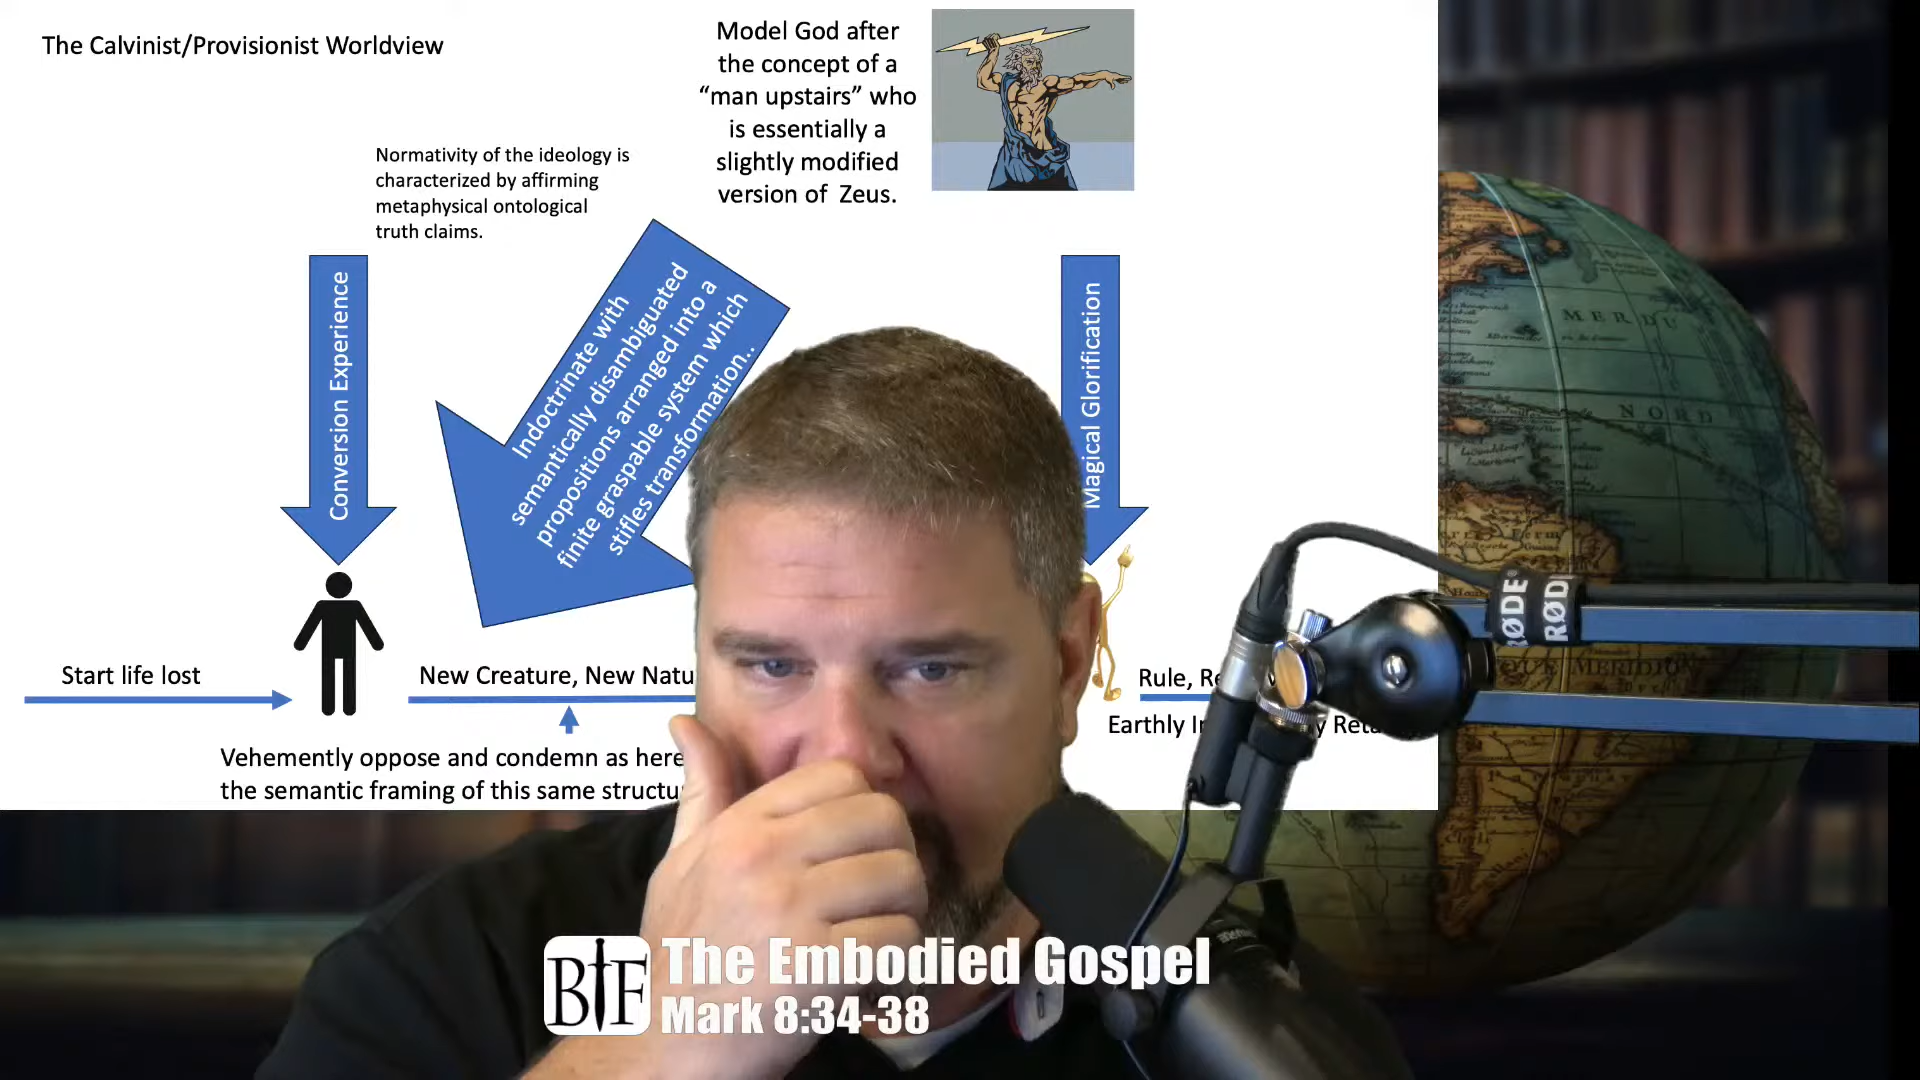 The Calvinist/Provisionist Worldview
Model God after
the concept of a
“man upstairs” who
is essentially a
slightly modified
version of Zeus.
Normativity of the ideology is
characterized by affirming
metaphysical ontological
truth claims.
Conversion Experience
Indoctrinate with
semantically disambiguated
propositions arranged into a
finite graspable system which
stifles transformation..
Magical Glorification
Start life lost
New Creature, New
Rule,
Earthly
Vehemently oppose and condemn as
the semantic framing of this same
RØDE
MERIDIO
NORD
BTF
The Embodied Gospel
Mark 8:34-38